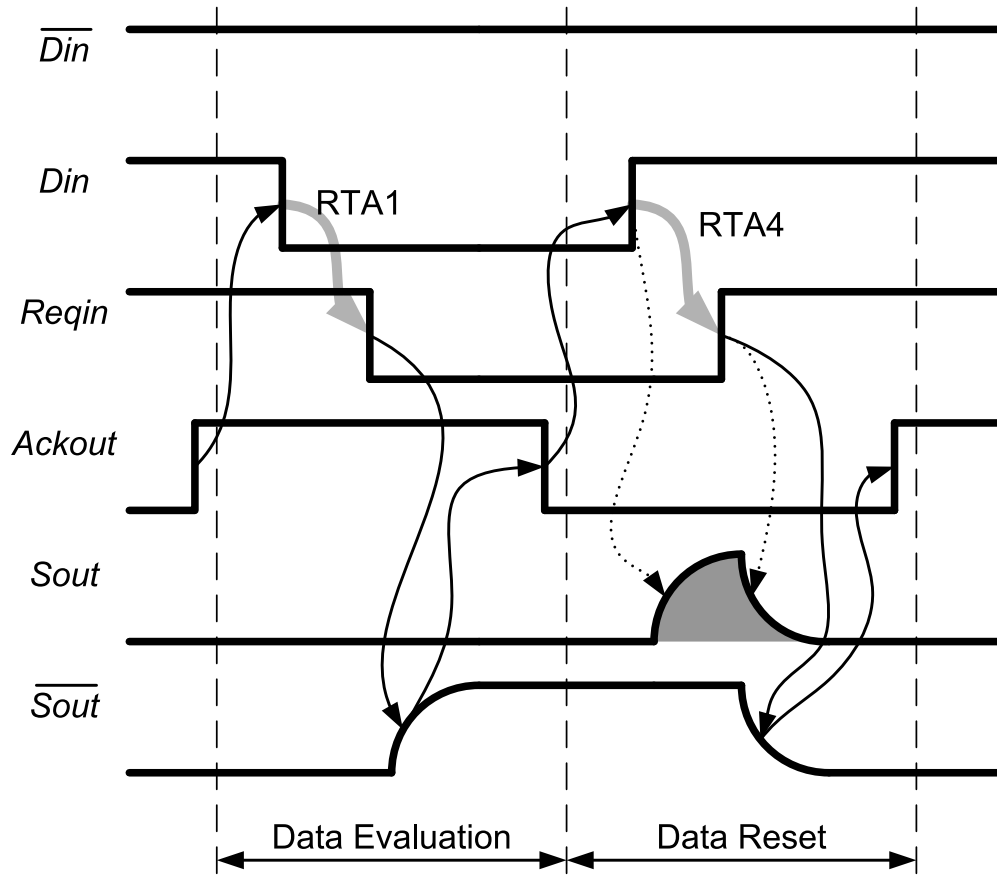 Din
Din
RTA1
RTA4
Reqin
Ackout
Sout
Sout
Data Evaluation
Data Reset